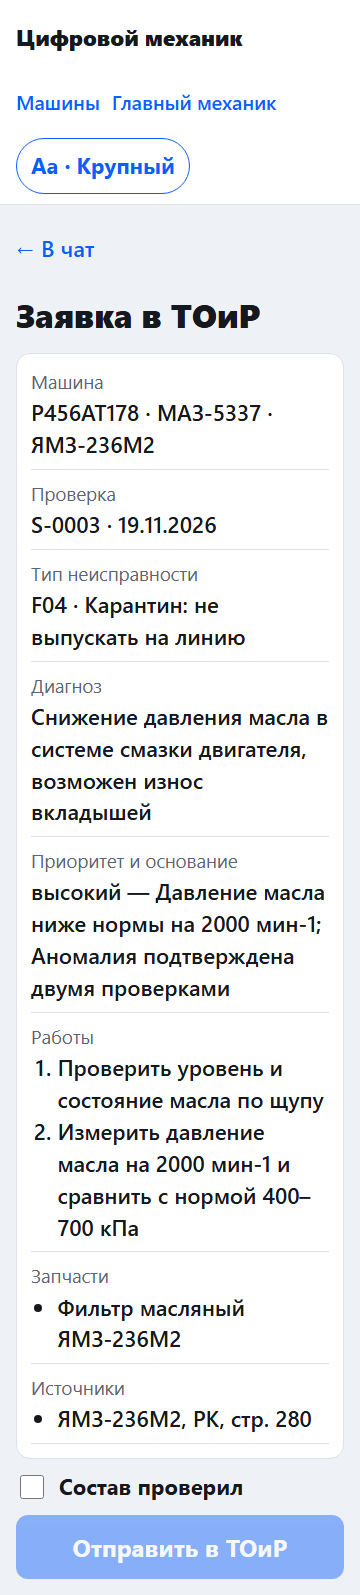 Цифровой механик
Машины Главный механик
Аа · Крупный
← В чат
Заявка в ТОиР
Машина
Р456АТ178 · МАЗ-5337 ·
ЯМЗ-236М2
Проверка
S-0003 · 19.11.2026
Тип неисправности
F04 · Карантин: не
выпускать на линию
Диагноз
Снижение давления масла в
системе смазки двигателя,
возможен износ
вкладышей
Приоритет и основание
высокий — Давление масла
ниже нормы на 2000 мин-1;
Аномалия подтверждена
двумя проверками
Работы
1. Проверить уровень и
состояние масла по щупу
2. Измерить давление
масла на 2000 мин-1 и
сравнить с нормой 400–
700 кПа
Запчасти
• Фильтр масляный
ЯМЗ-236М2
Источники
• ЯМЗ-236М2, РК, стр. 280
Состав проверил
Отправить в ТОиР